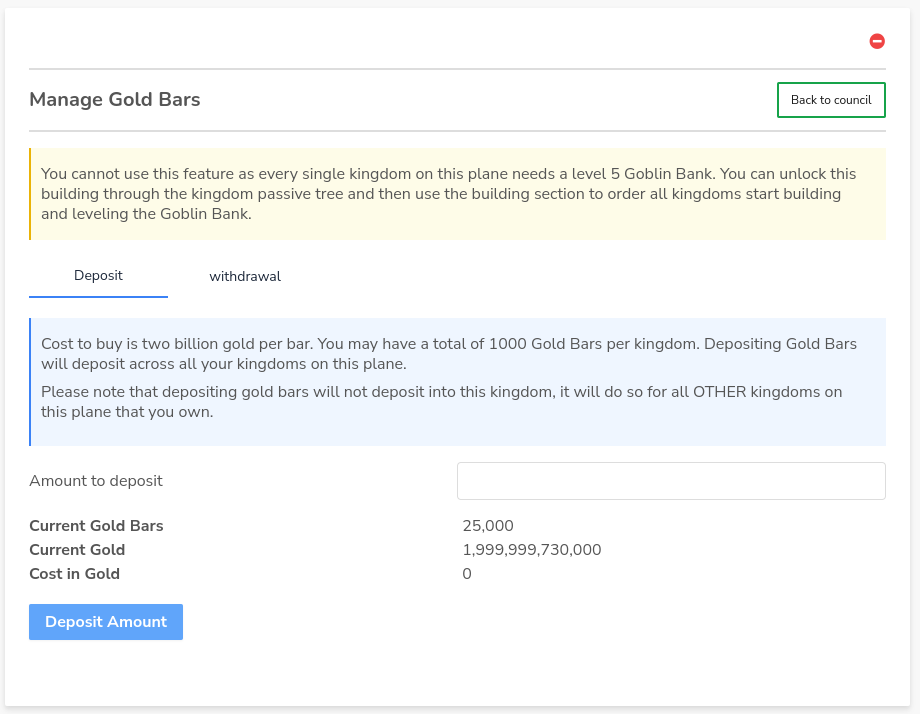 Manage Gold Bars
Back to council
You cannot use this feature as every single kingdom on this plane needs a level 5 Goblin Bank. You can unlock this
building through the kingdom passive tree and then use the building section to order all kingdoms start building
and leveling the Goblin Bank.
Deposit
withdrawal
Cost to buy is two billion gold per bar. You may have a total of 1000 Gold Bars per kingdom. Depositing Gold Bars
will deposit across all your kingdoms on this plane.
Please note that depositing gold bars will not deposit into this kingdom, it will do so for all OTHER kingdoms on
this plane that you own.
Amount to deposit
Current Gold Bars 25,000
Current Gold 1,999,999,730,000
Cost in Gold 0
Deposit Amount